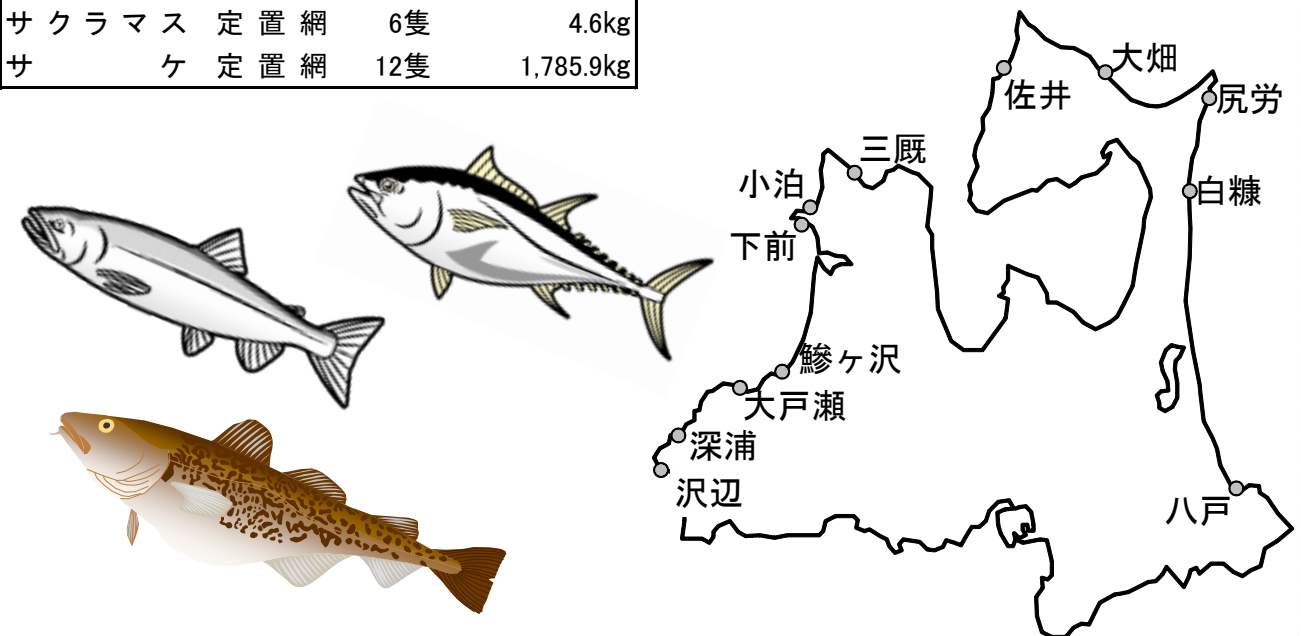 サクラマス 定置網 6隻 4.6kg
サケ 定置網 12隻 1,785.9kg
大畑
佐井
尻労
三厩
小泊
白糠
下前
鰺ヶ沢
大戸瀬
深浦
沢辺
八戸